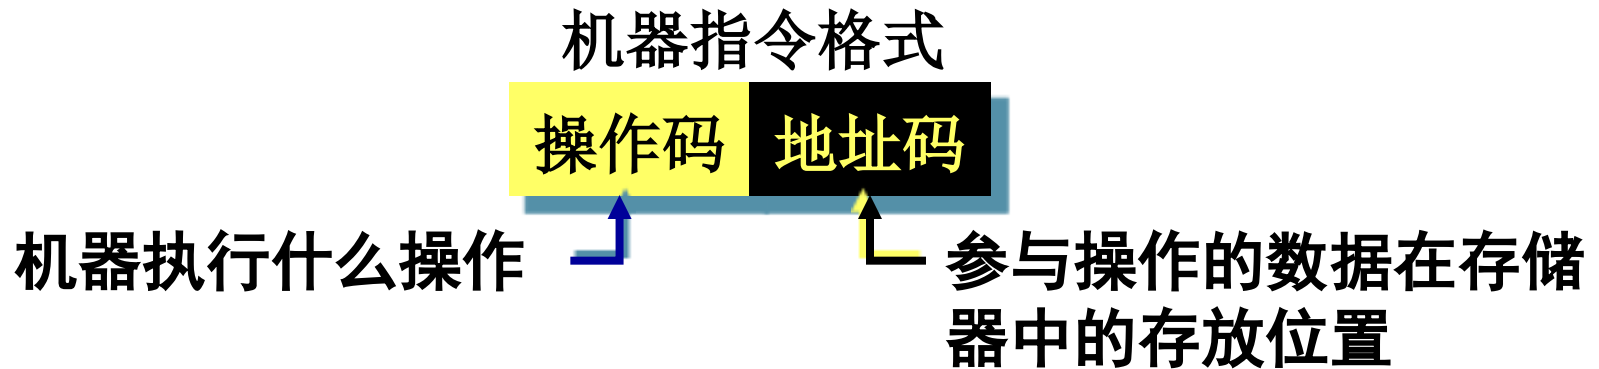 机器指令格式
操作码 地址码
机器执行什么操作
参与操作的数据在存储
器中的存放位置